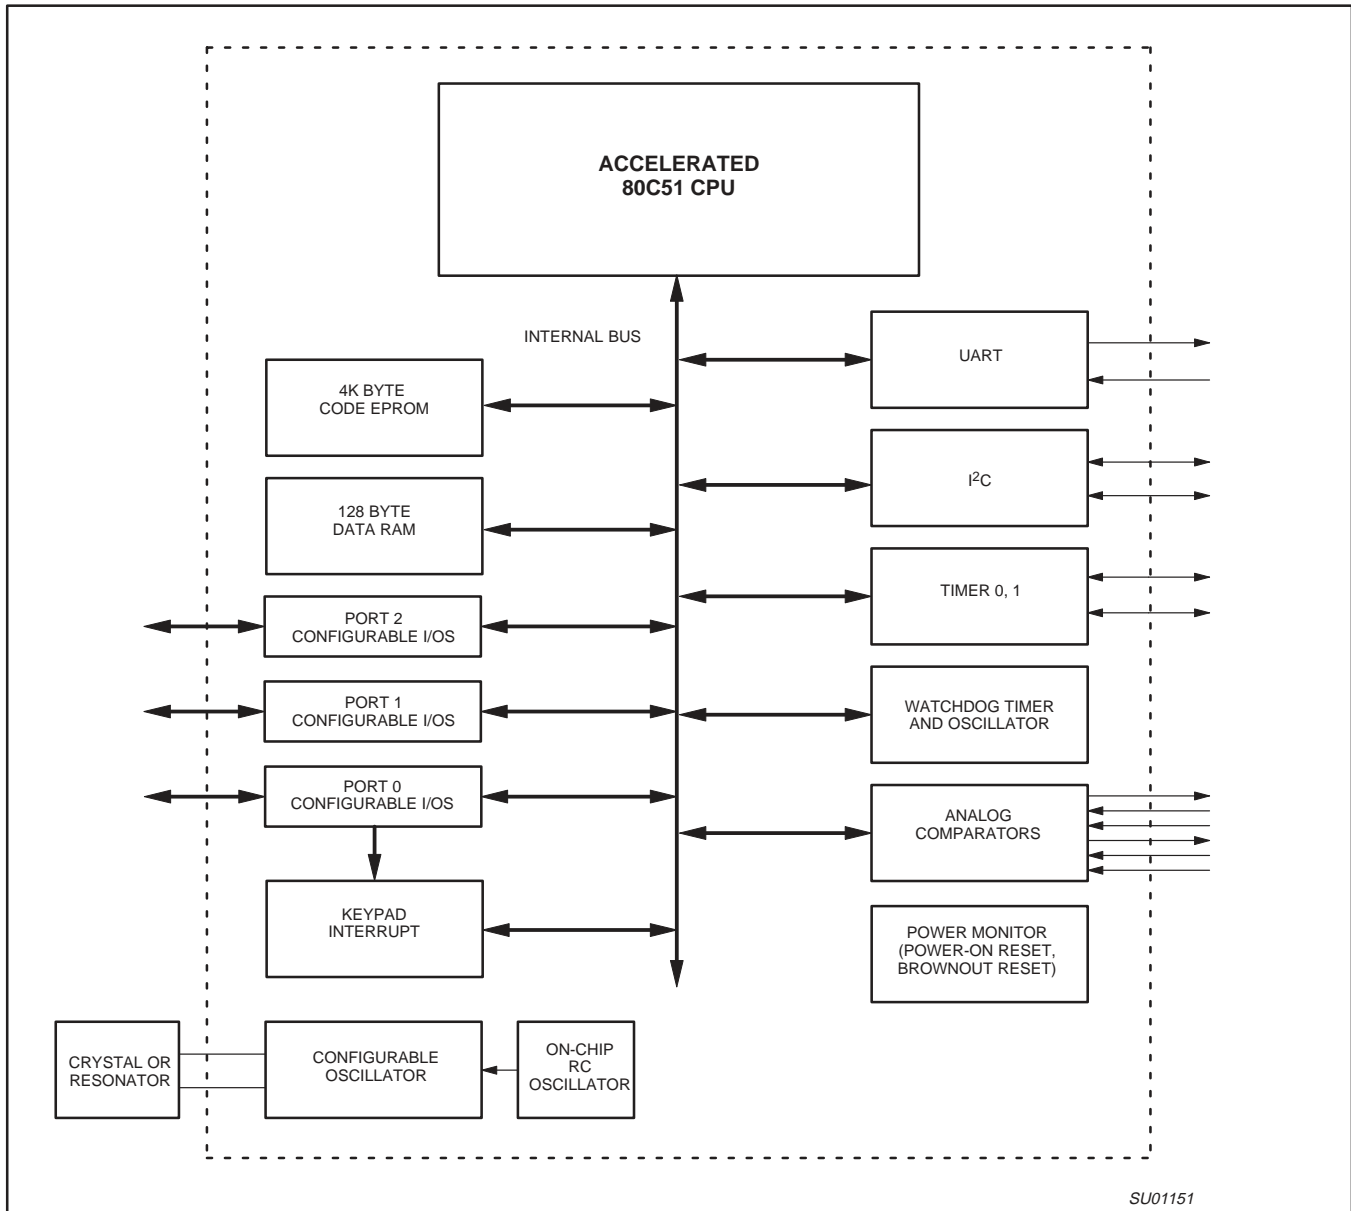 ACCELERATED
80C51 CPU
INTERNAL BUS
4K BYTE
CODE EPROM
128 BYTE
DATA RAM
PORT 2
CONFIGURABLE I/OS
PORT 1
CONFIGURABLE I/OS
PORT 0
CONFIGURABLE I/OS
KEYPAD
INTERRUPT
CRYSTAL OR
RESONATOR
CONFIGURABLE
OSCILLATOR
ON-CHIP
RC
OSCILLATOR
UART
I²C
TIMER 0, 1
WATCHDOG TIMER
AND OSCILLATOR
ANALOG
COMPARATORS
POWER MONITOR
(POWER-ON RESET,
BROWNOUT RESET)
SU01151